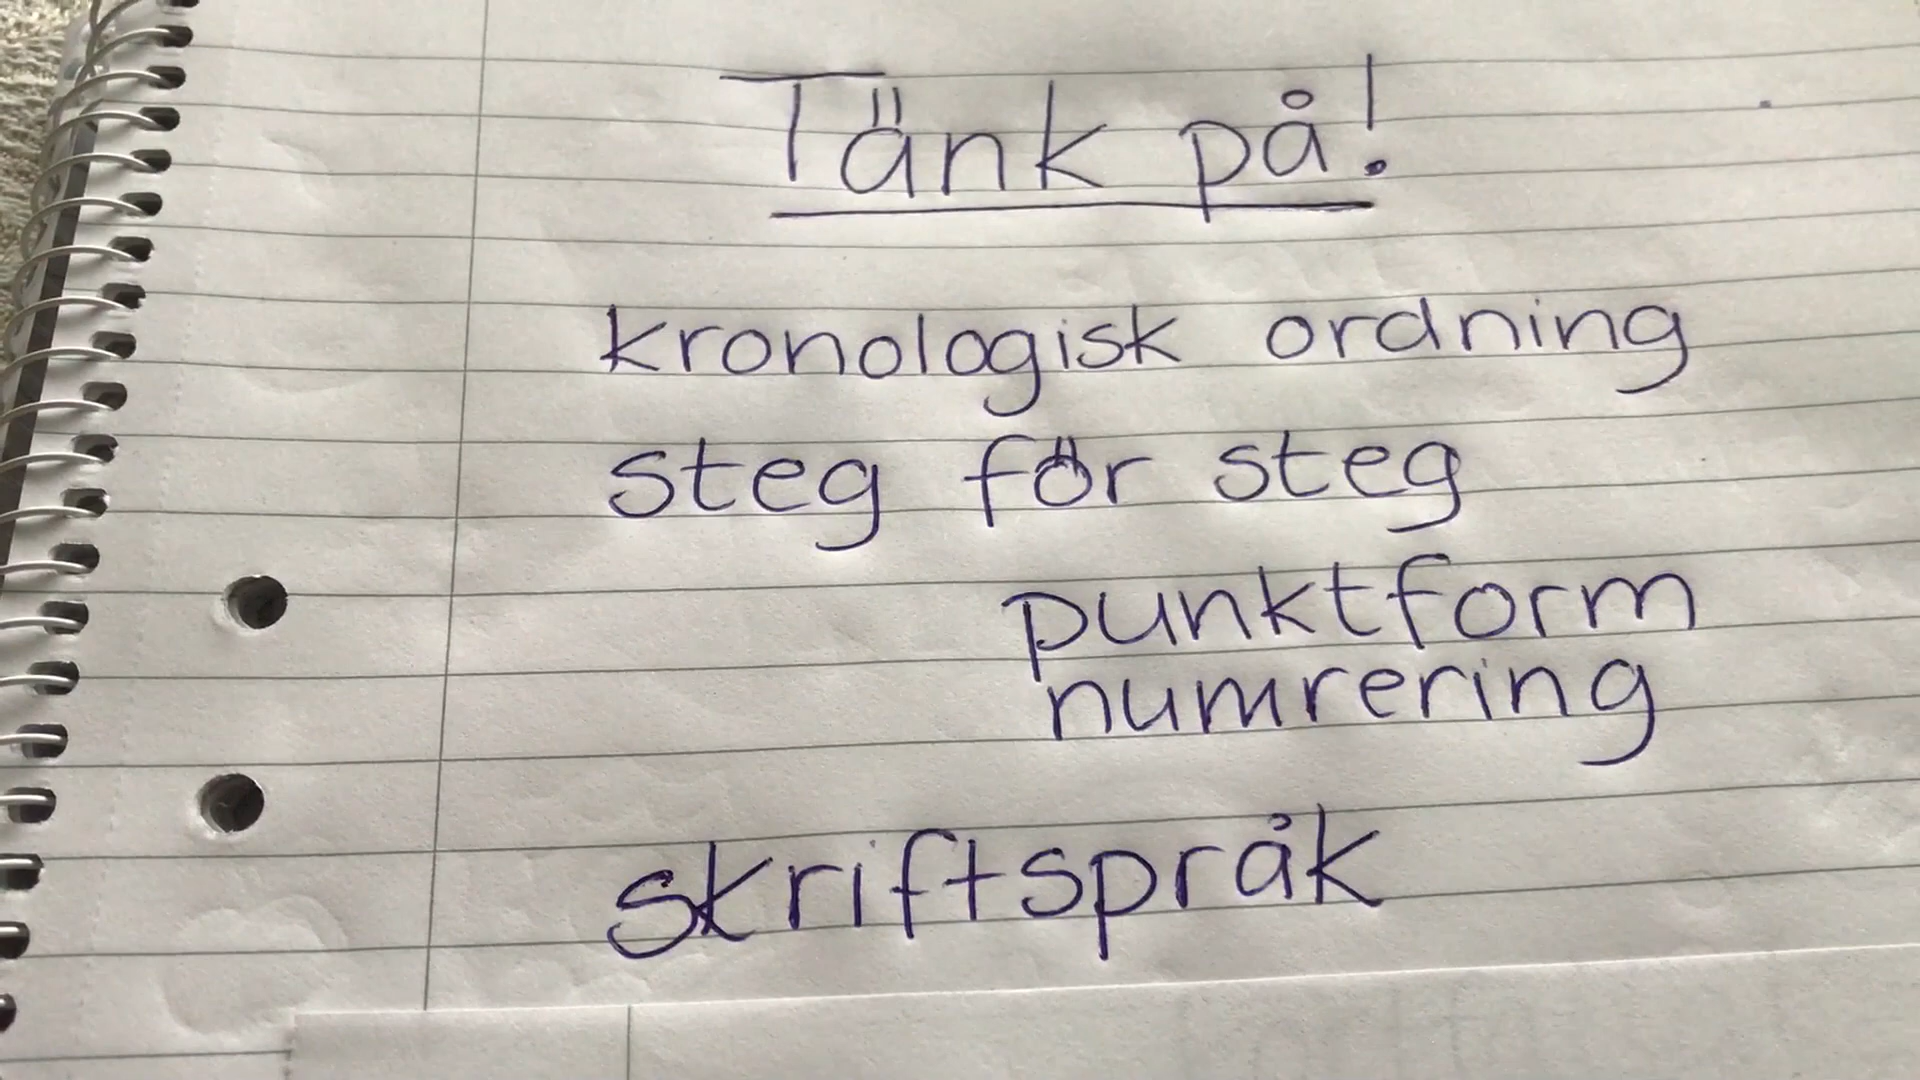 Tänk på!
kronologisk ordning
steg för steg
punktform
numrering
skriftspråk